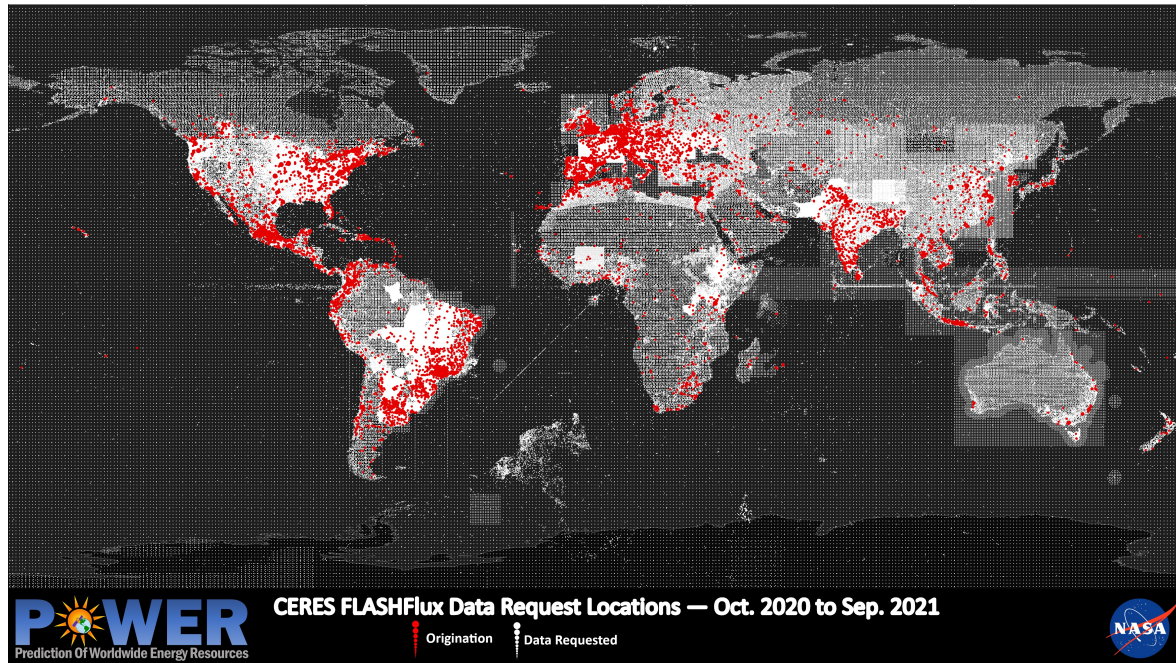 CERES FLASHFlux Data Request Locations — Oct. 2020 to Sep. 2021
POWER
Prediction Of Worldwide Energy Resources
Origination
Data Requested
NASA